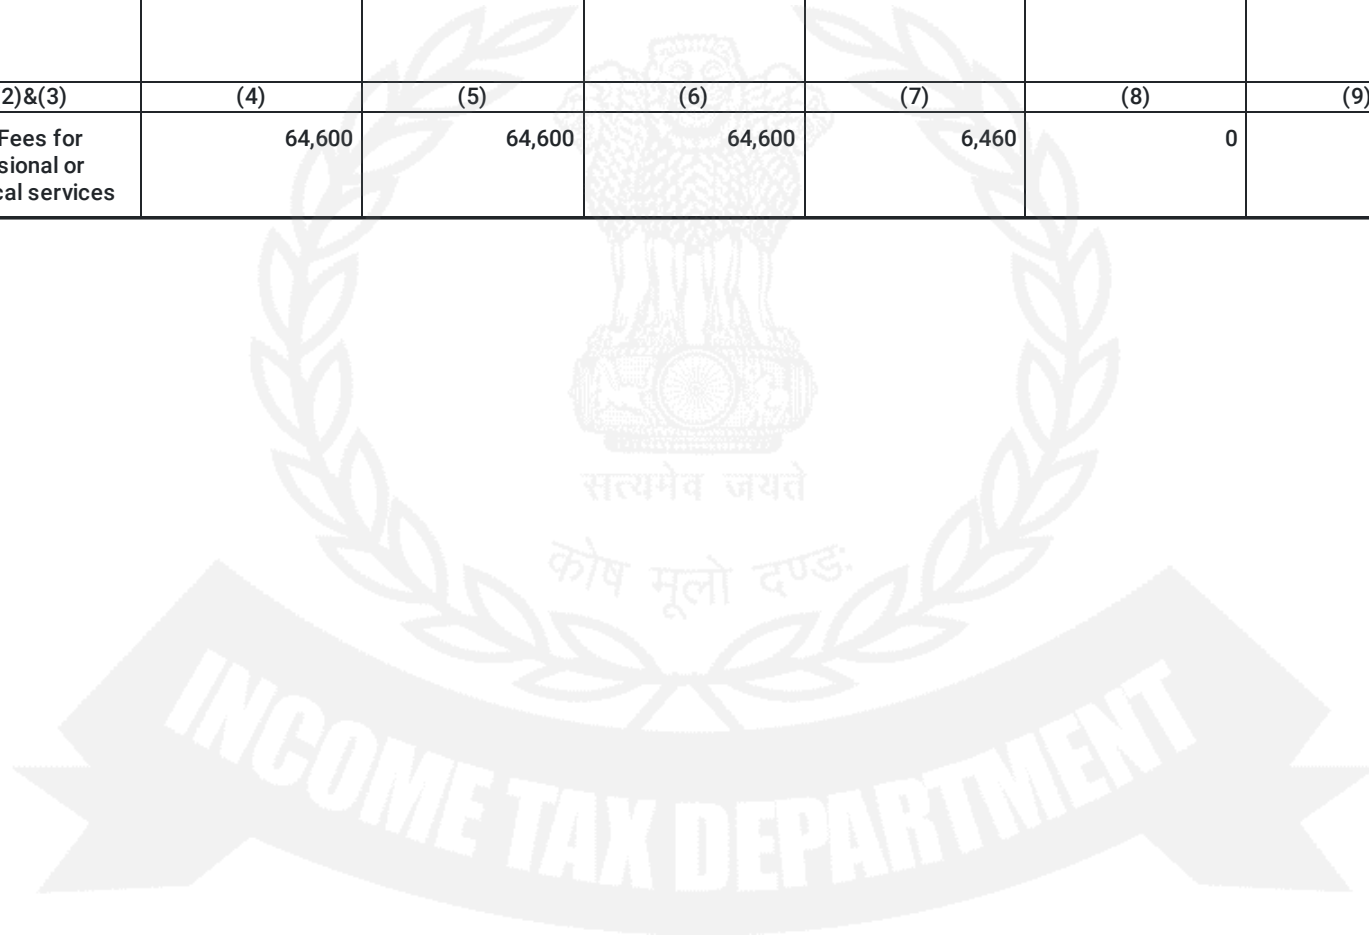 2)&(3) (4) (5) (6) (7) (8) (9)
Fees for 64,600 64,600 64,600 6,460 0
sional or
cal services
सत्यमेव जयते
कोष मूलो दण्डः
INCOME TAX DEPARTMENT